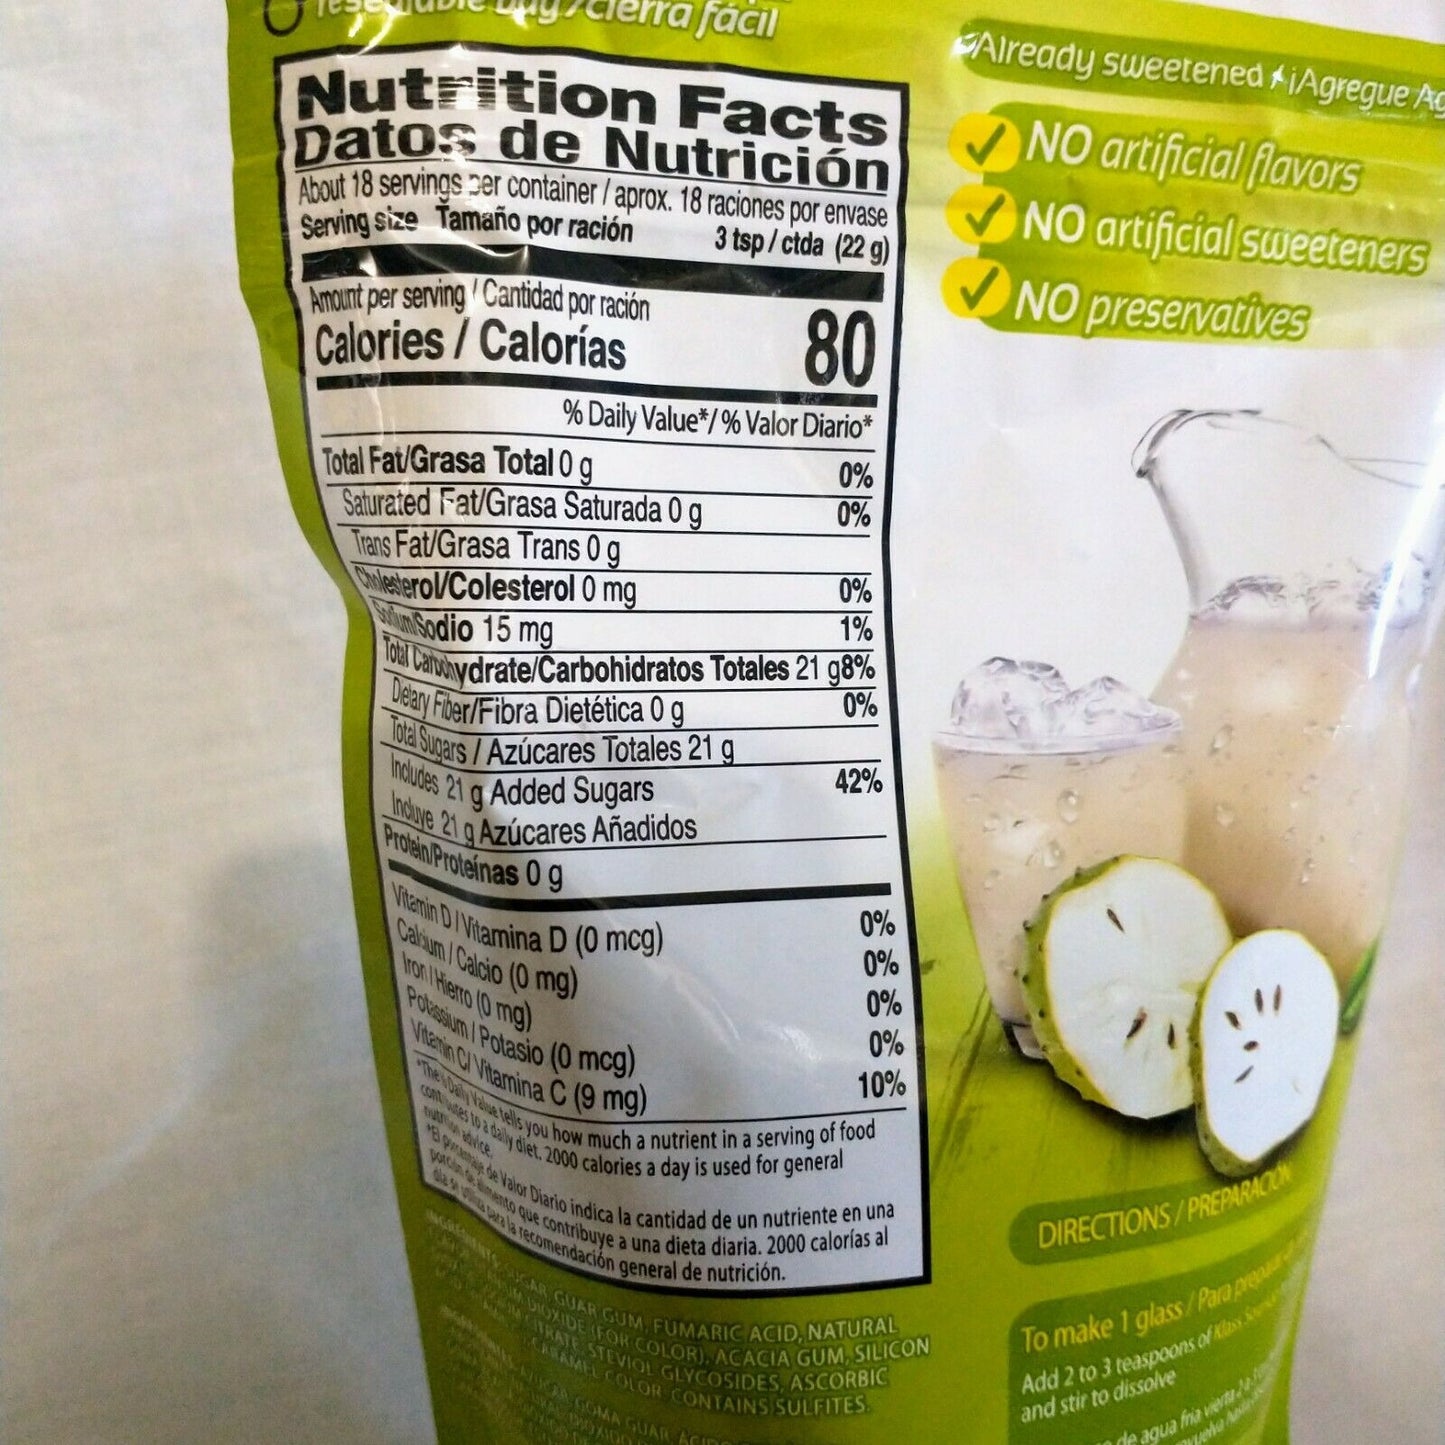 cierra fácil
Already sweetened
¡Agregue
NO artificial flavors
NO artificial sweeteners
NO preservatives
Nutrition Facts
Datos de Nutrición
About 18 servings per container / aprox. 18 raciones por envase
Serving size Tamaño por ración 3 tsp / ctda (22 g)
Amount per serving / Cantidad por ración
Calories / Calorías 80
% Daily Value*/ % Valor Diario*
Total Fat/Grasa Total 0 g 0%
Saturated Fat/Grasa Saturada 0 g 0%
Trans Fat/Grasa Trans 0 g
Cholesterol/Colesterol 0 mg 0%
Sodium/Sodio 15 mg 1%
Total Carbohydrate/Carbohidratos Totales 21 g 8%
Dietary Fiber/Fibra Dietética 0 g 0%
Total Sugars / Azúcares Totales 21 g
Includes 21 g Added Sugars 42%
Incluye 21 g Azúcares Añadidos
Protein/Proteínas 0 g
Vitamin D / Vitamina D (0 mcg) 0%
Calcium / Calcio (0 mg) 0%
Iron / Hierro (0 mg) 0%
Potassium / Potasio (0 mcg) 0%
Vitamin C/ Vitamina C (9 mg) 10%
*The % Daily Value tells you how much a nutrient in a serving of food
contributes to a daily diet. 2000 calories a day is used for general
nutrition advice.
*El porcentaje de Valor Diario indica la cantidad de un nutriente en una
porción de alimento que contribuye a una dieta diaria. 2000 calorías al
día se utiliza para la recomendación general de nutrición.
INGREDIENTS: SUGAR, GUAR GUM, FUMARIC ACID, NATURAL
DIOXIDE (FOR COLOR), ACACIA GUM, SILICON
CITRATE, STEVIOL GLYCOSIDES, ASCORBIC
CARAMEL COLOR. CONTAINS SULFITES.
GOMA GUAR
DIRECTIONS / PREPARACIÓN
To make 1 glass / Para preparar
Add 2 to 3 teaspoons of Klass
and stir to dissolve
de agua fria vierta 2 a 3